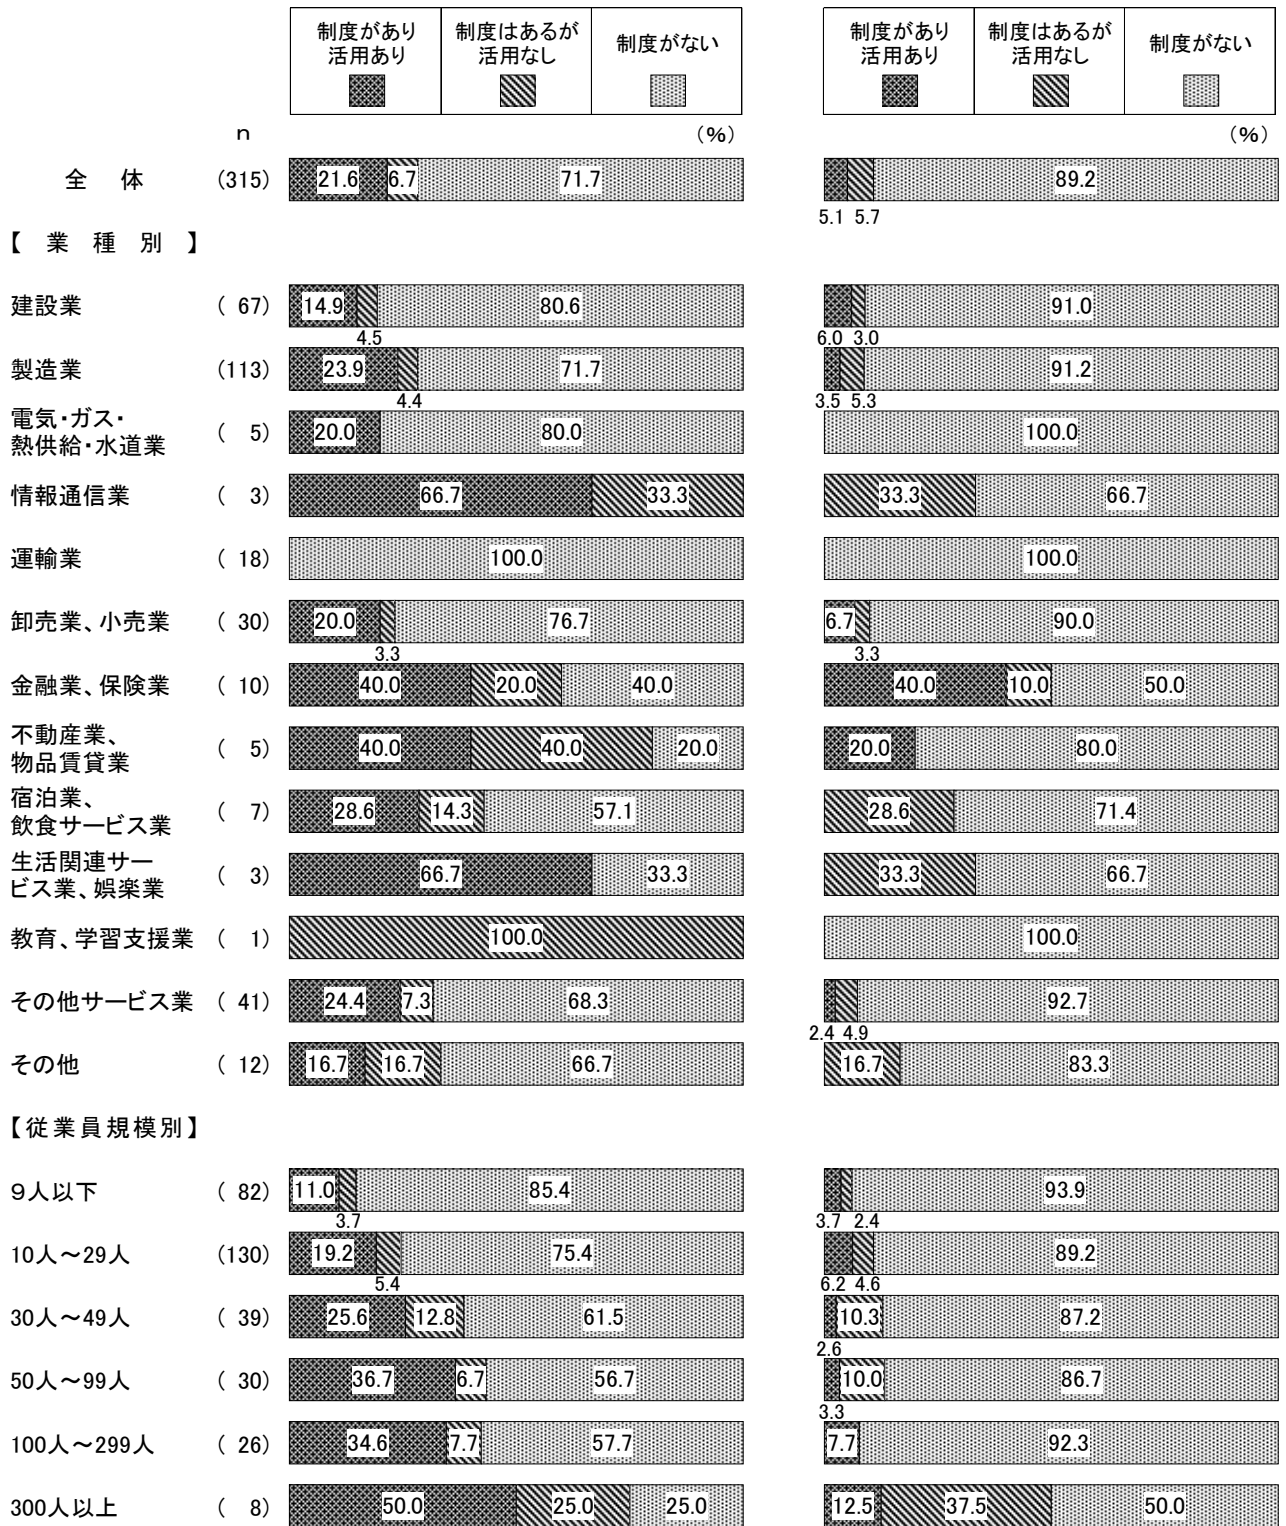 制度があり 制度はあるが 制度がない 制度があり 制度はあるが 制度がない
活用あり 活用なし 活用あり 活用なし
n (%) (%)
全 体 (315) 21.6 6.7 71.7 89.2
5.1 5.7
【 業 種 別 】
建設業 ( 67) 14.9 80.6 91.0
4.5 6.0 3.0
製造業 (113) 23.9 71.7 91.2
4.4 3.5 5.3
電気・ガス・
熱供給・水道業 ( 5) 20.0 80.0 100.0
情報通信業 ( 3) 66.7 33.3 33.3 66.7
運輸業 ( 18) 100.0 100.0
卸売業、小売業 ( 30) 20.0 76.7 6.7 90.0
3.3 3.3
金融業、保険業 ( 10) 40.0 20.0 40.0 40.0 10.0 50.0
不動産業、
物品賃貸業 ( 5) 40.0 40.0 20.0 20.0 80.0
宿泊業、
飲食サービス業 ( 7) 28.6 14.3 57.1 28.6 71.4
生活関連サー
ビス業、娯楽業 ( 3) 66.7 33.3 33.3 66.7
教育、学習支援業 ( 1) 100.0 100.0
その他サービス業 ( 41) 24.4 7.3 68.3 92.7
2.4 4.9
その他 ( 12) 16.7 16.7 66.7 16.7 83.3
【従業員規模別】
9人以下 ( 82) 11.0 85.4 93.9
3.7 3.7 2.4
10人～29人 (130) 19.2 75.4 89.2
5.4 6.2 4.6
30人～49人 ( 39) 25.6 12.8 61.5 10.3 87.2
2.6
50人～99人 ( 30) 36.7 6.7 56.7 10.0 86.7
3.3
100人～299人 ( 26) 34.6 7.7 57.7 7.7 92.3
300人以上 ( 8) 50.0 25.0 25.0 12.5 37.5 50.0